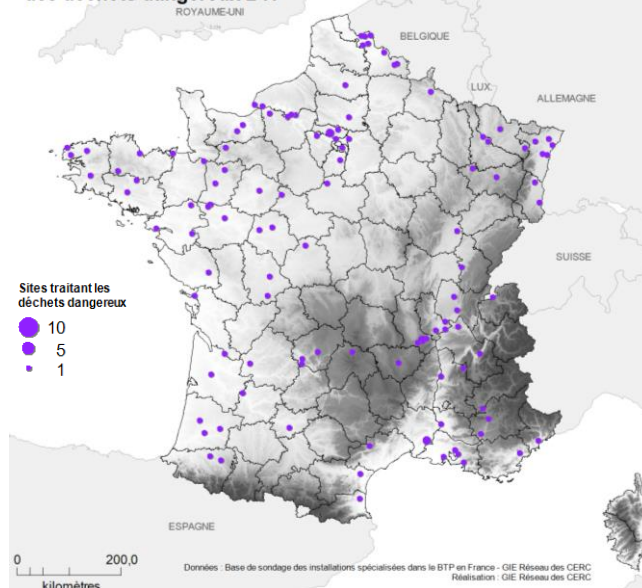 ROYAUME-UNI
BELGIQUE
LUX.
ALLEMAGNE
SUISSE
Sites traitant les
déchets dangereux
10
5
1
ESPAGNE
0 200,0
kilomètres
Données : Base de sondage des installations spécialisées dans le BTP en France - GIE Réseau des CERC
Réalisation : GIE Réseau des CERC